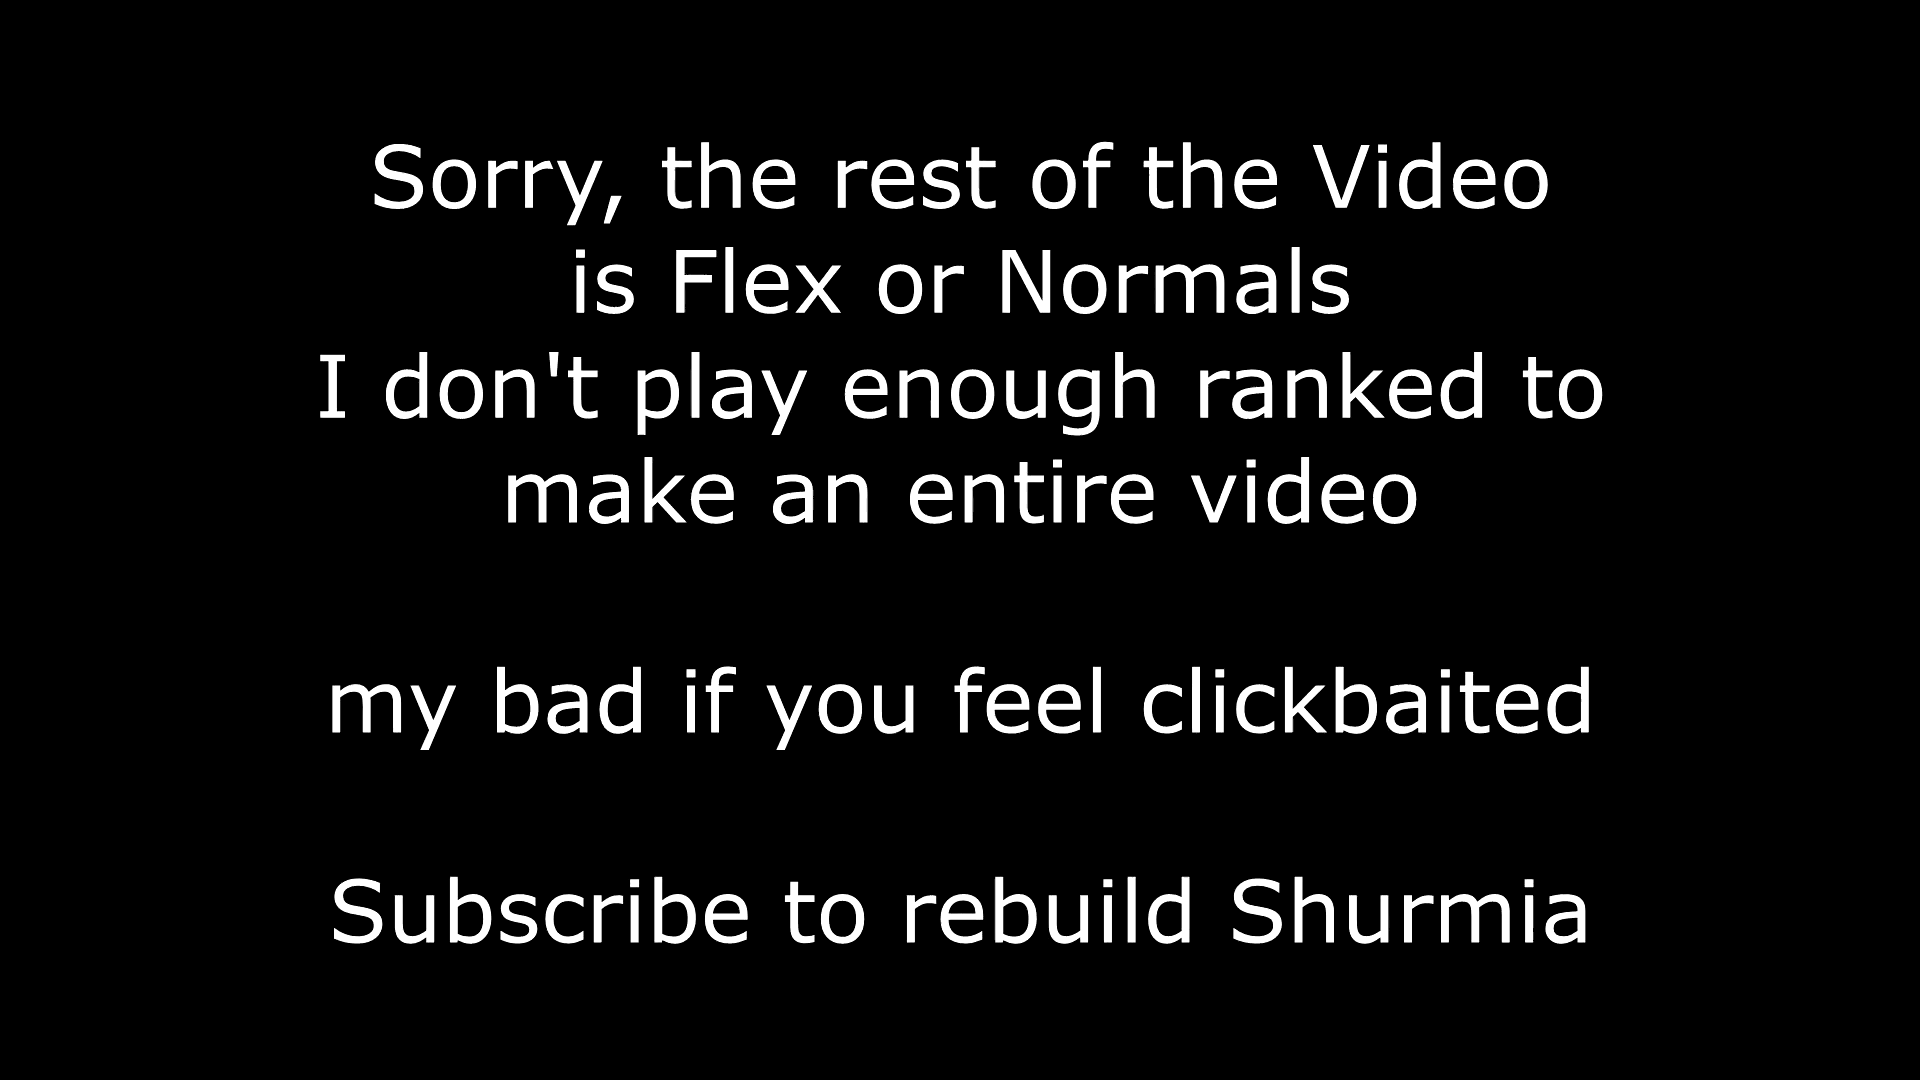 Sorry, the rest of the Video
is Flex or Normals
I don't play enough ranked to
make an entire video
my bad if you feel clickbaited
Subscribe to rebuild Shurmia